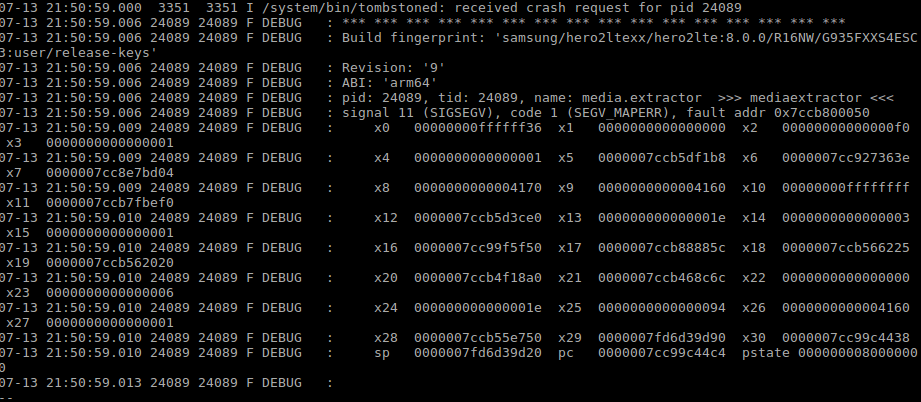 07-13 21:50:59.000  3351  3351 I /system/bin/tombstoned: received crash request for pid 24089
07-13 21:50:59.006 24089 24089 F DEBUG   : *** *** *** *** *** *** *** *** *** *** *** *** *** *** *** ***
07-13 21:50:59.006 24089 24089 F DEBUG   : Build fingerprint: 'samsung/hero2ltexx/hero2lte:8.0.0/R16NW/G935FXXS4ESC
3:user/release-keys'
07-13 21:50:59.006 24089 24089 F DEBUG   : Revision: '9'
07-13 21:50:59.006 24089 24089 F DEBUG   : ABI: 'arm64'
07-13 21:50:59.006 24089 24089 F DEBUG   : pid: 24089, tid: 24089, name: media.extractor  >>> mediaextractor <<<
07-13 21:50:59.006 24089 24089 F DEBUG   : signal 11 (SIGSEGV), code 1 (SEGV_MAPERR), fault addr 0x7ccb800050
07-13 21:50:59.009 24089 24089 F DEBUG   :     x0   00000000ffffff36  x1   0000000000000000  x2   00000000000000f0
 x3   0000000000000001
07-13 21:50:59.009 24089 24089 F DEBUG   :     x4   0000000000000001  x5   0000007ccb5df1b8  x6   0000007cc927363e
 x7   0000007cc8e7bd04
07-13 21:50:59.009 24089 24089 F DEBUG   :     x8   0000000000004170  x9   0000000000004160  x10  00000000ffffffff
 x11  0000007ccb7fbef0
07-13 21:50:59.010 24089 24089 F DEBUG   :     x12  0000007ccb5d3ce0  x13  000000000000001e  x14  0000000000000003
 x15  0000000000000001
07-13 21:50:59.010 24089 24089 F DEBUG   :     x16  0000007cc99f5f50  x17  0000007ccb88885c  x18  0000007ccb566225
 x19  0000007ccb562020
07-13 21:50:59.010 24089 24089 F DEBUG   :     x20  0000007ccb4f18a0  x21  0000007ccb468c6c  x22  0000000000000000
 x23  0000000000000006
07-13 21:50:59.010 24089 24089 F DEBUG   :     x24  000000000000001e  x25  0000000000000094  x26  0000000000004160
 x27  0000000000000001
07-13 21:50:59.010 24089 24089 F DEBUG   :     x28  0000007ccb55e750  x29  0000007fd6d39d90  x30  0000007cc99c4438
07-13 21:50:59.010 24089 24089 F DEBUG   :     sp   0000007fd6d39d20  pc   0000007cc99c44c4  pstate 000000008000000
0
07-13 21:50:59.013 24089 24089 F DEBUG   :
--